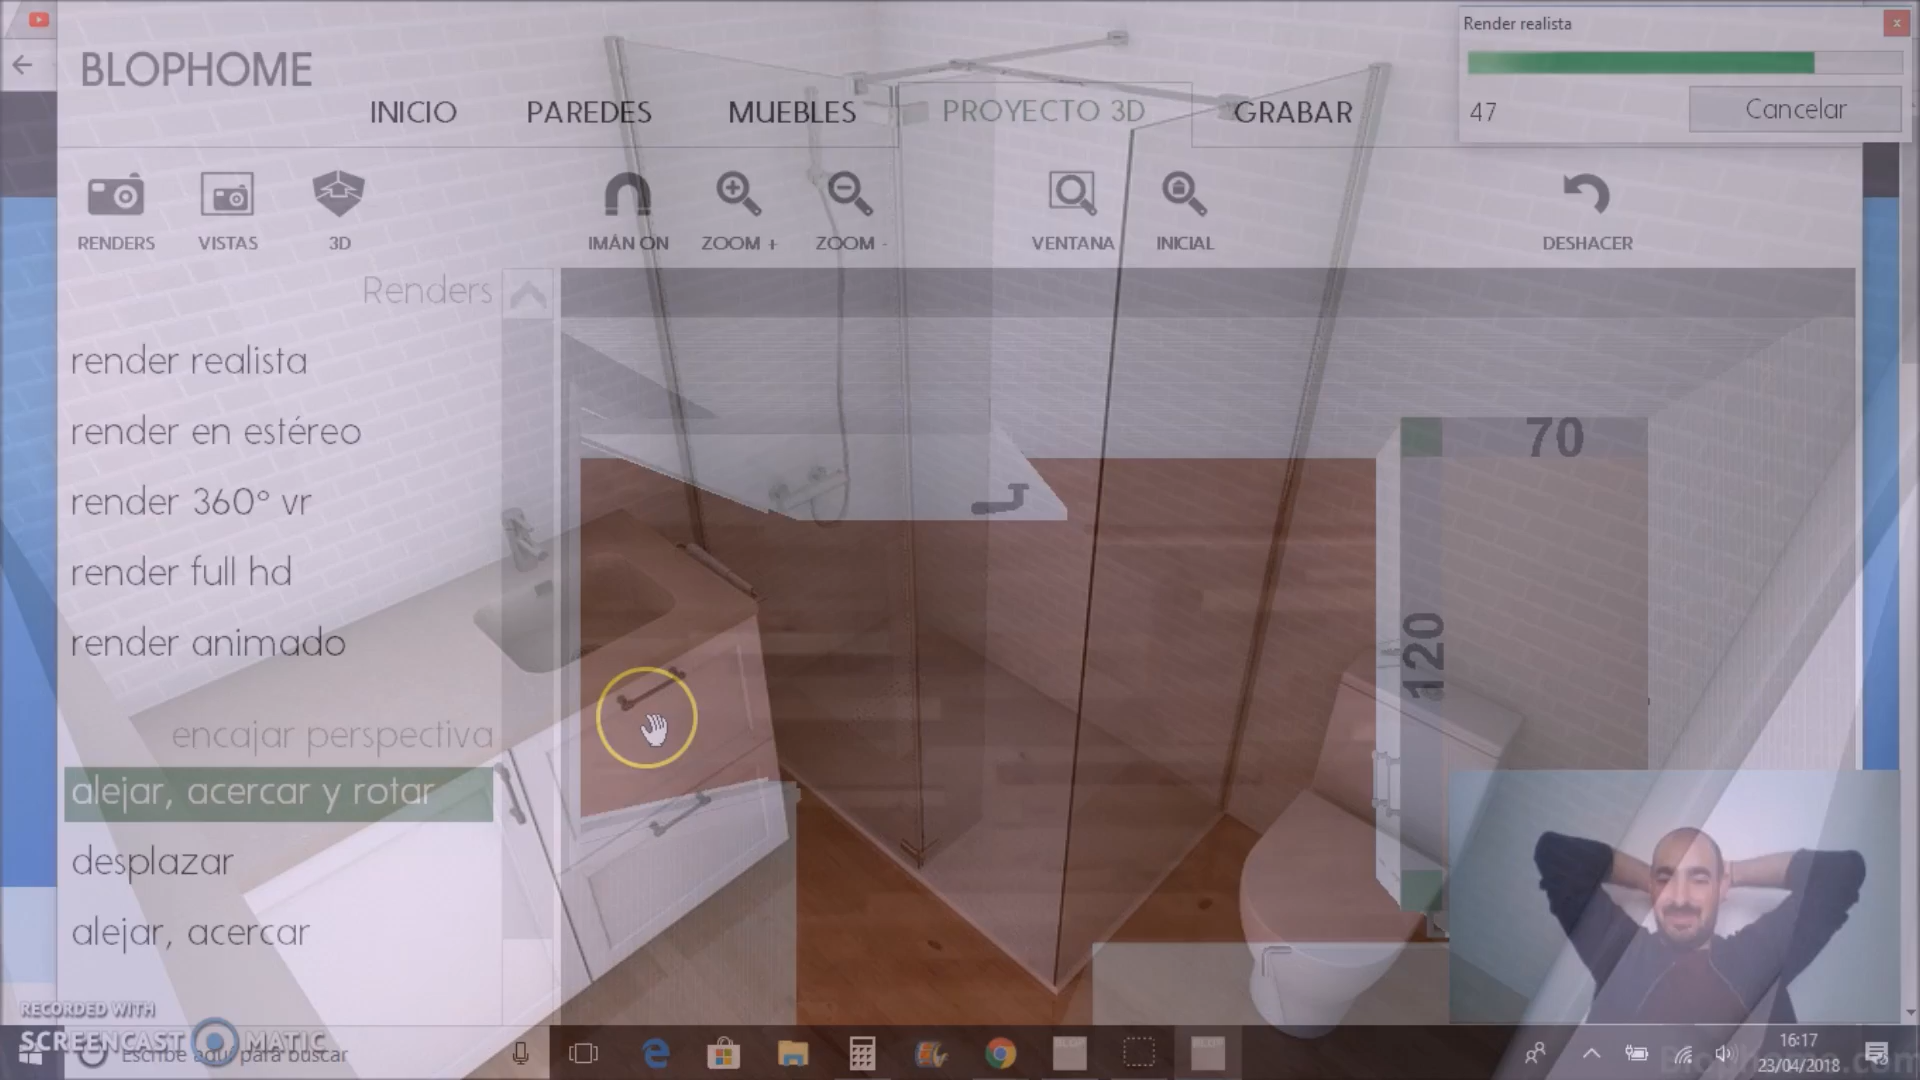 Render realista
BLOPHOME
INICIO PAREDES MUEBLES PROYECTO 3D GRABAR
47 Cancelar
RENDERS VISTAS 3D IMÁN ON ZOOM + ZOOM - VENTANA INICIAL DESHACER
Renders
render realista
render en estéreo
render 360° vr
render full hd
render animado
encajar perspectiva
alejar, acercar y rotar
desplazar
alejar, acercar
70
120
RECORDED WITH
SCREENCAST MATIC
Escribe aquí para buscar
BLOP
BLOP
16:17
23/04/2018